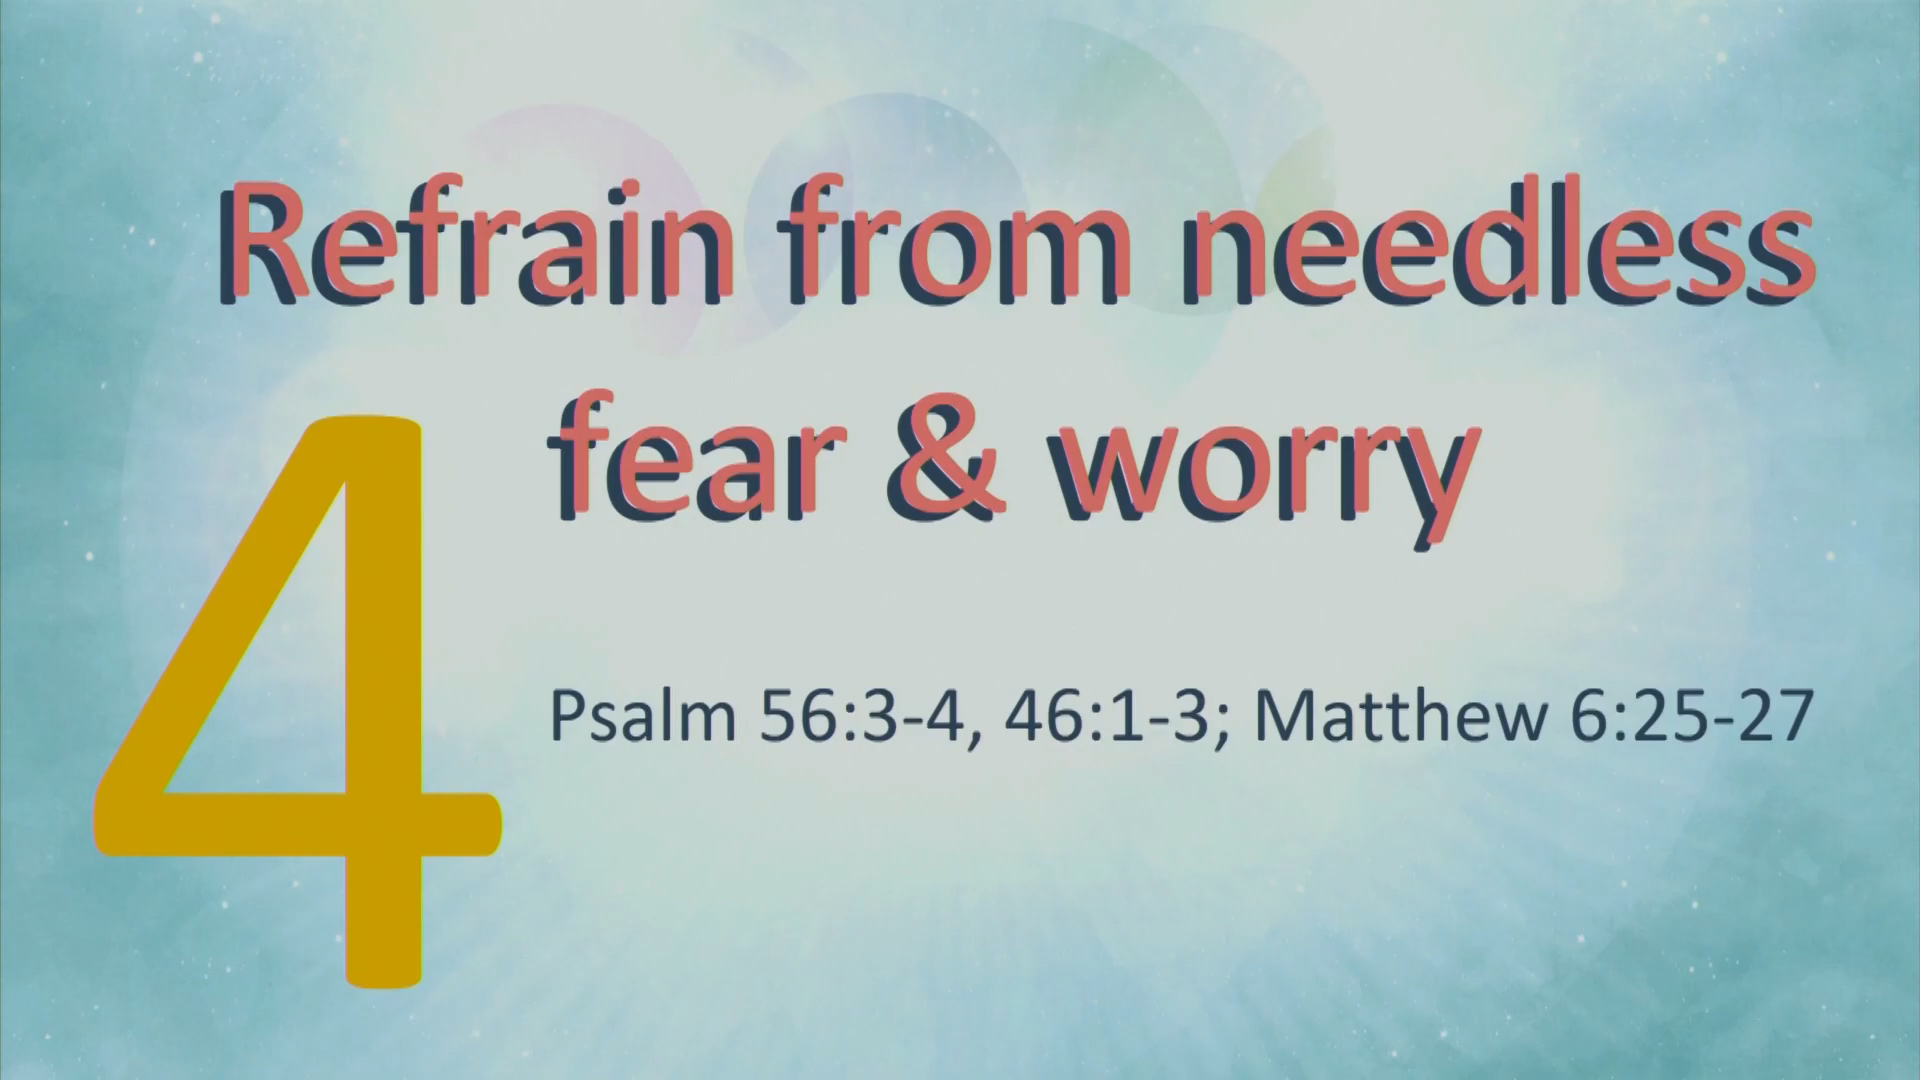 Refrain from needless
fear & worry
4
Psalm 56:3-4, 46:1-3; Matthew 6:25-27